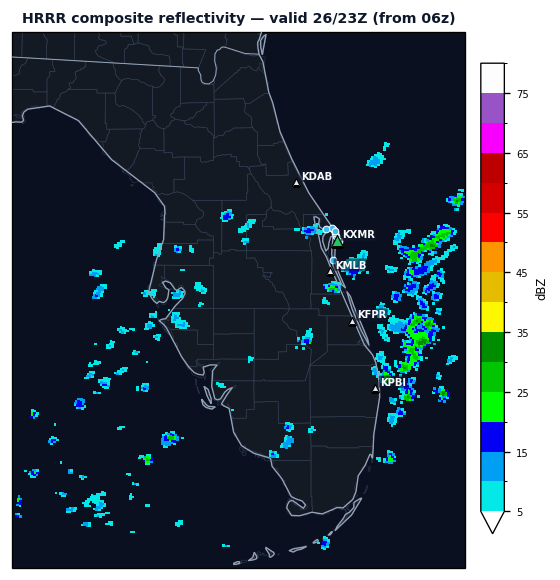 HRRR composite reflectivity — valid 26/23Z (from 06z)
KDAB
KXMR
KMLB
KFPR
KPBI
75
65
55
45
35
25
15
5
dBZ